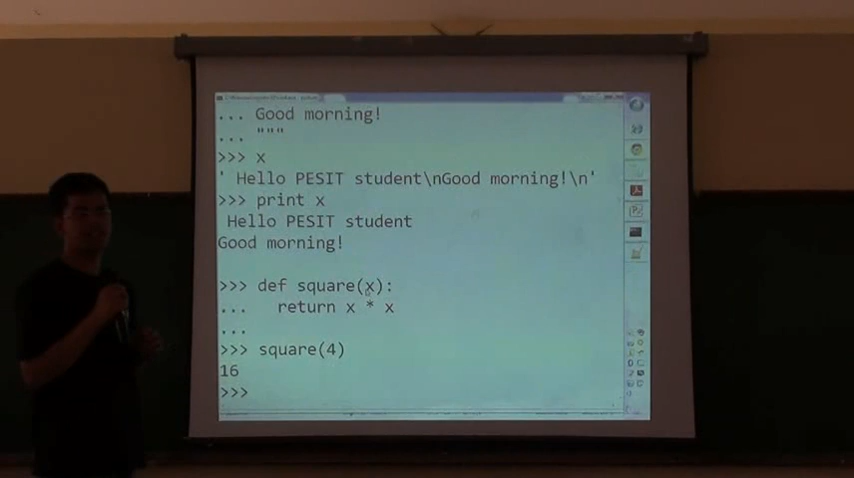 ... Good morning!
... """
>>> x
' Hello PESIT student\nGood morning!\n'
>>> print x
 Hello PESIT student
Good morning!
>>> def square(x):
...   return x * x
...
>>> square(4)
16
>>>